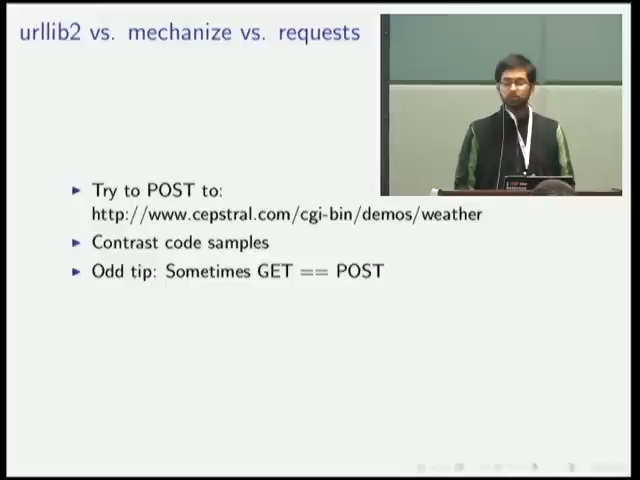 urllib2 vs. mechanize vs. requests
Try to POST to:
http://www.cepstral.com/cgi-bin/demos/weather
Contrast code samples
Odd tip: Sometimes GET == POST